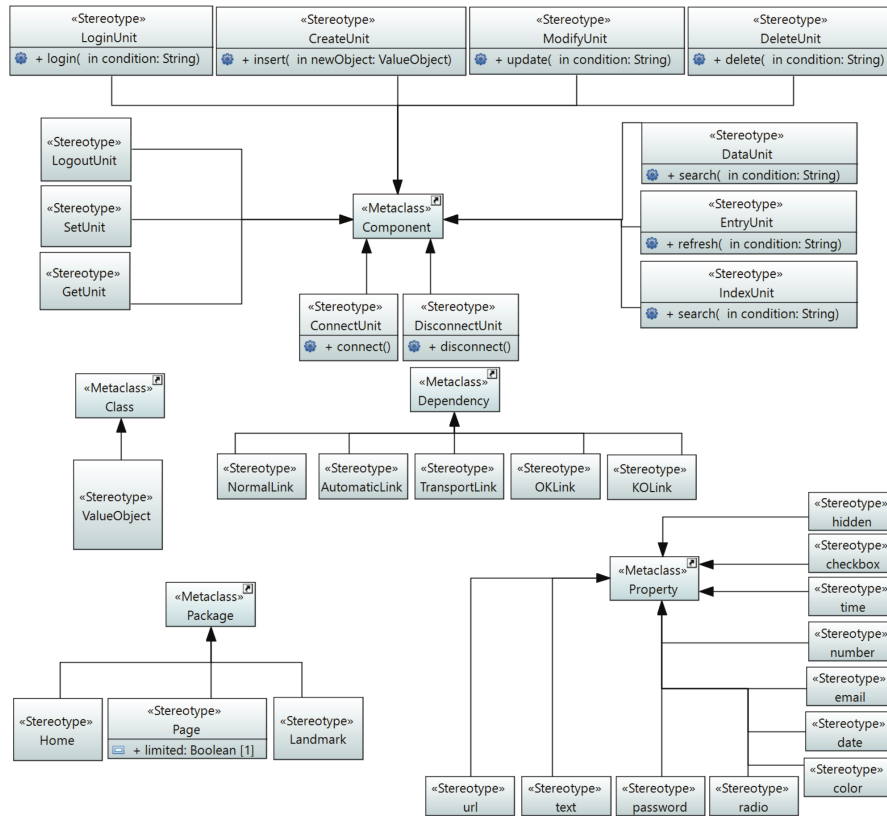 «Stereotype»
LoginUnit
+ login( in condition: String)
«Stereotype»
CreateUnit
+ insert( in newObject: ValueObject)
«Stereotype»
ModifyUnit
+ update( in condition: String)
«Stereotype»
DeleteUnit
+ delete( in condition: String)
«Stereotype»
LogoutUnit
«Stereotype»
SetUnit
«Stereotype»
GetUnit
«Metaclass»
Component
«Stereotype»
DataUnit
+ search( in condition: String)
«Stereotype»
EntryUnit
+ refresh( in condition: String)
«Stereotype»
IndexUnit
+ search( in condition: String)
«Stereotype»
ConnectUnit
+ connect()
«Stereotype»
DisconnectUnit
+ disconnect()
«Metaclass»
Class
«Stereotype»
ValueObject
«Metaclass»
Dependency
«Stereotype»
NormalLink
«Stereotype»
AutomaticLink
«Stereotype»
TransportLink
«Stereotype»
OKLink
«Stereotype»
KOLink
«Metaclass»
Package
«Stereotype»
Home
«Stereotype»
Page
+ limited: Boolean [1]
«Stereotype»
Landmark
«Metaclass»
Property
«Stereotype»
hidden
«Stereotype»
checkbox
«Stereotype»
time
«Stereotype»
number
«Stereotype»
email
«Stereotype»
date
«Stereotype»
color
«Stereotype»
url
«Stereotype»
text
«Stereotype»
password
«Stereotype»
radio